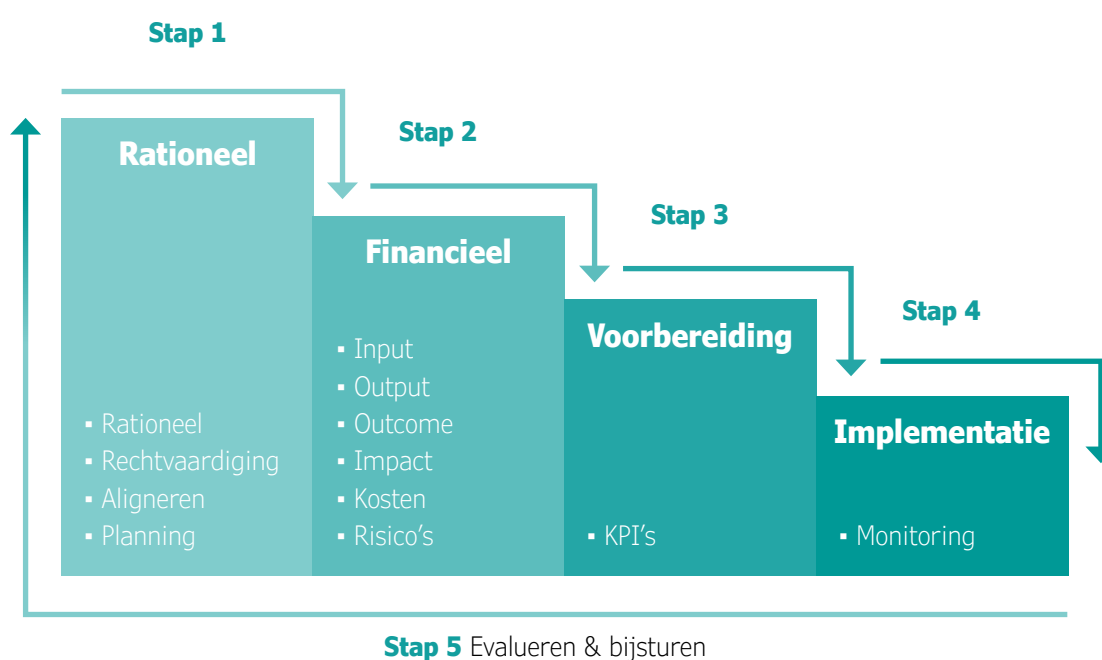 Stap 1
Rationeel
▪ Rationeel
▪ Rechtvaardiging
▪ Aligneren
▪ Planning
Stap 2
Financieel
▪ Input
▪ Output
▪ Outcome
▪ Impact
▪ Kosten
▪ Risico's
Stap 3
Voorbereiding
▪ KPI's
Stap 4
Implementatie
▪ Monitoring
Stap 5 Evalueren & bijsturen